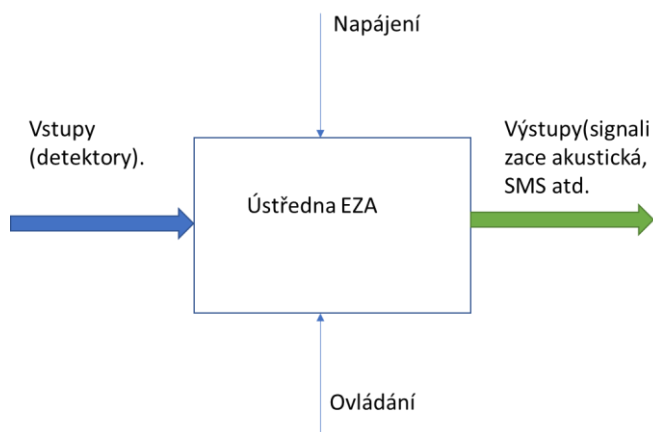 Napájení
Vstupy
(detektory).
Výstupy(signali
zace akustická,
SMS atd.
Ústředna EZA
Ovládání